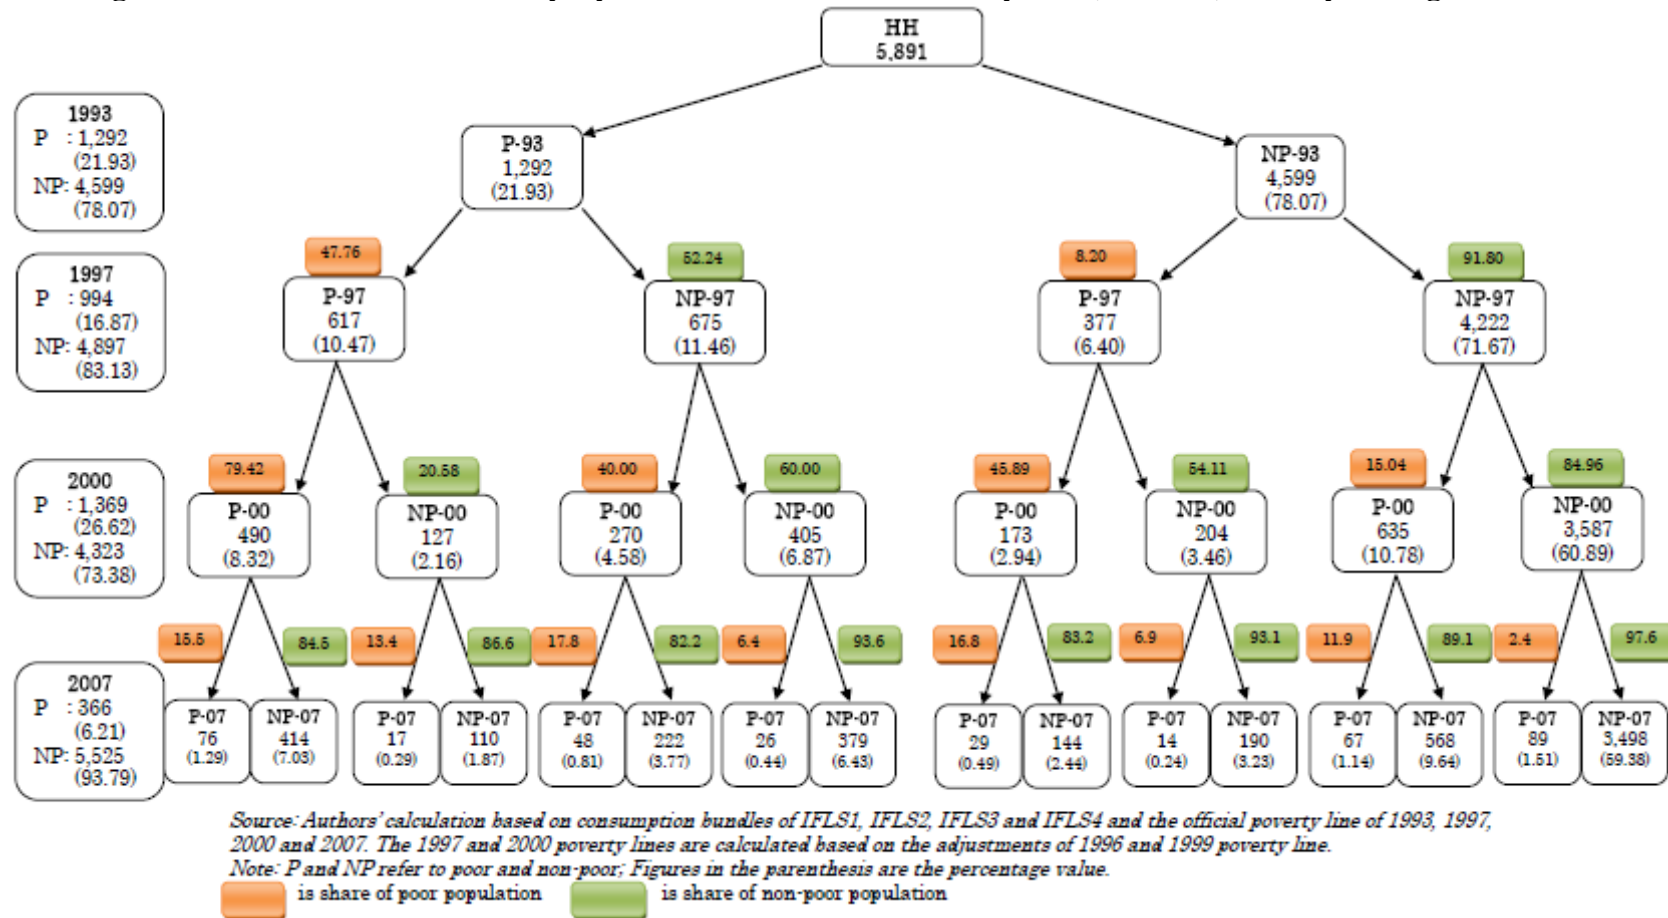 HH
5,891
1993
P : 1,292
(21.93)
NP: 4,599
(78.07)
P-93
1,292
(21.93)
NP-93
4,599
(78.07)
1997
P : 994
(16.87)
NP: 4,897
(83.13)
47.76
52.24
8.20
91.80
P-97
617
(10.47)
NP-97
675
(11.46)
P-97
377
(6.40)
NP-97
4,222
(71.67)
2000
P : 1,369
(26.62)
NP: 4,323
(73.38)
79.42
20.58
40.00
60.00
45.89
54.11
15.04
84.96
P-00
490
(8.32)
NP-00
127
(2.16)
P-00
270
(4.58)
NP-00
405
(6.87)
P-00
173
(2.94)
NP-00
204
(3.46)
P-00
635
(10.78)
NP-00
3,587
(60.89)
2007
P : 366
(6.21)
NP: 5,525
(93.79)
15.5
84.5
13.4
86.6
17.8
82.2
6.4
93.6
16.8
83.2
6.9
93.1
11.9
89.1
2.4
97.6
P-07
76
(1.29)
NP-07
414
(7.03)
P-07
17
(0.29)
NP-07
110
(1.87)
P-07
48
(0.81)
NP-07
222
(3.77)
P-07
26
(0.44)
NP-07
379
(6.43)
P-07
29
(0.49)
NP-07
144
(2.44)
P-07
14
(0.24)
NP-07
190
(3.23)
P-07
67
(1.14)
NP-07
568
(9.64)
P-07
89
(1.51)
NP-07
3,498
(59.38)
Source: Authors' calculation based on consumption bundles of IFLS1, IFLS2, IFLS3 and IFLS4 and the official poverty line of 1993, 1997,
2000 and 2007. The 1997 and 2000 poverty lines are calculated based on the adjustments of 1996 and 1999 poverty line.
Note: P and NP refer to poor and non-poor; Figures in the parenthesis are the percentage value.
is share of poor population
is share of non-poor population